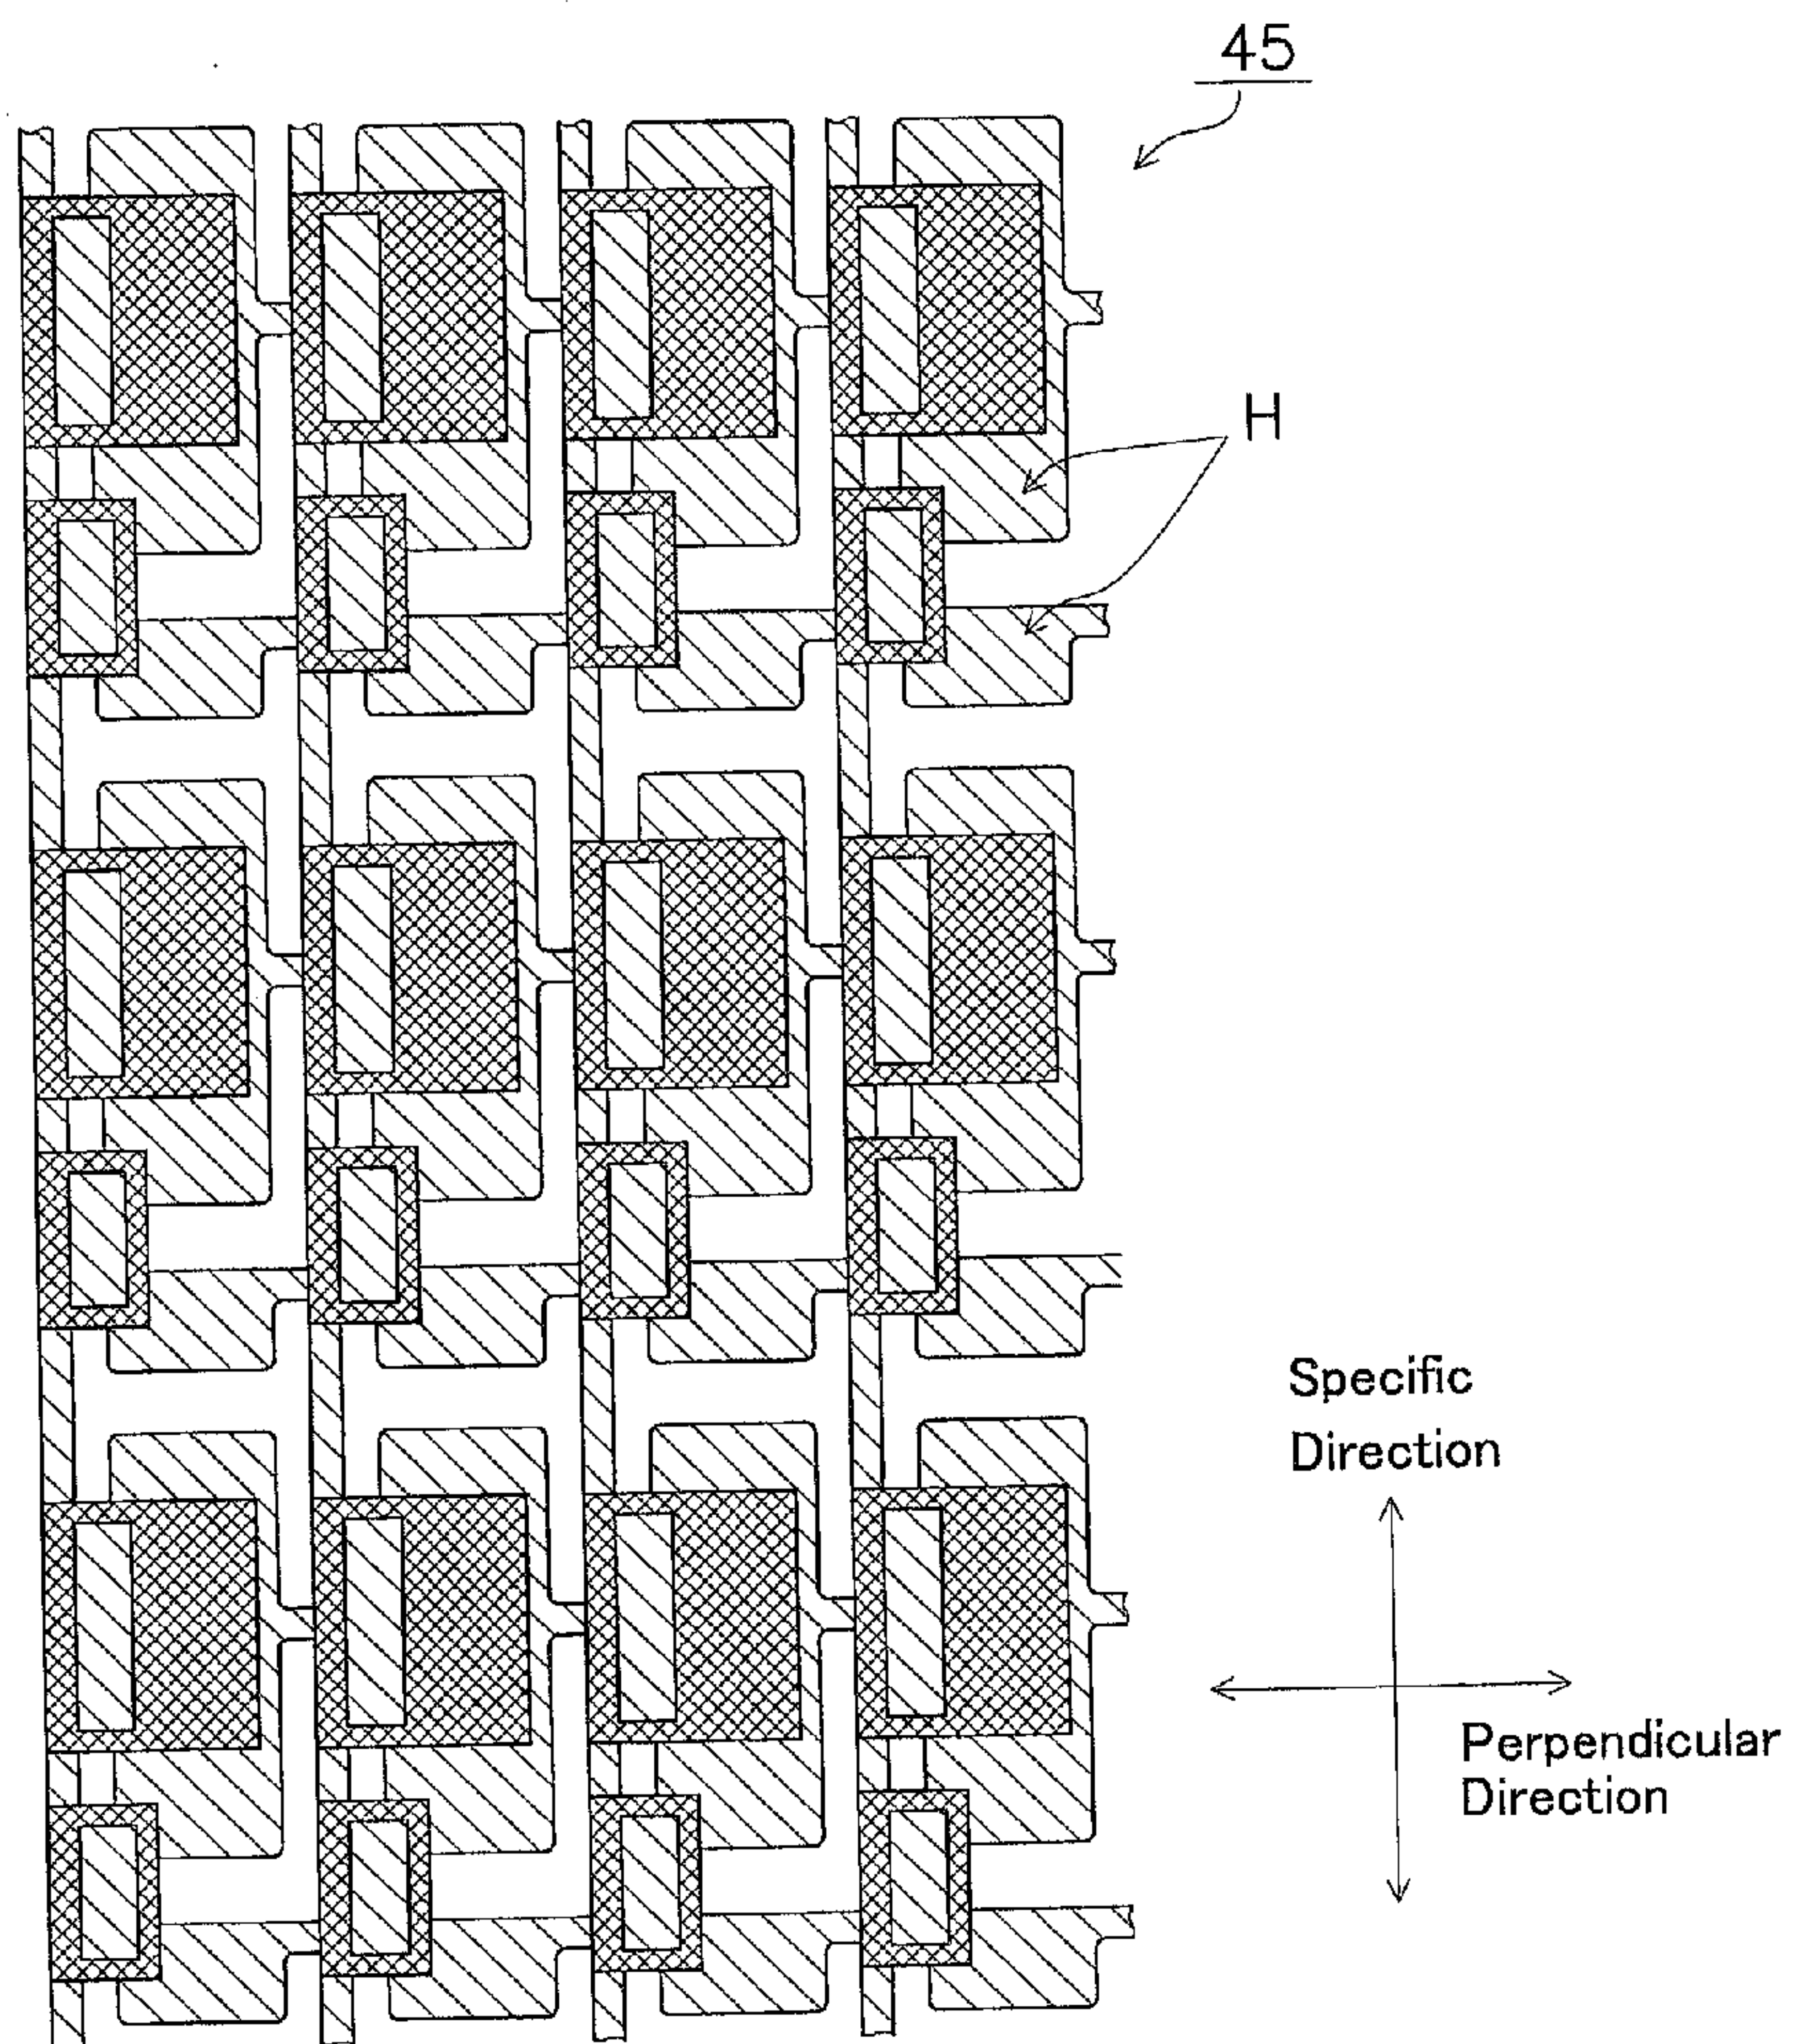 45
H
Specific
Direction
Perpendicular
Direction